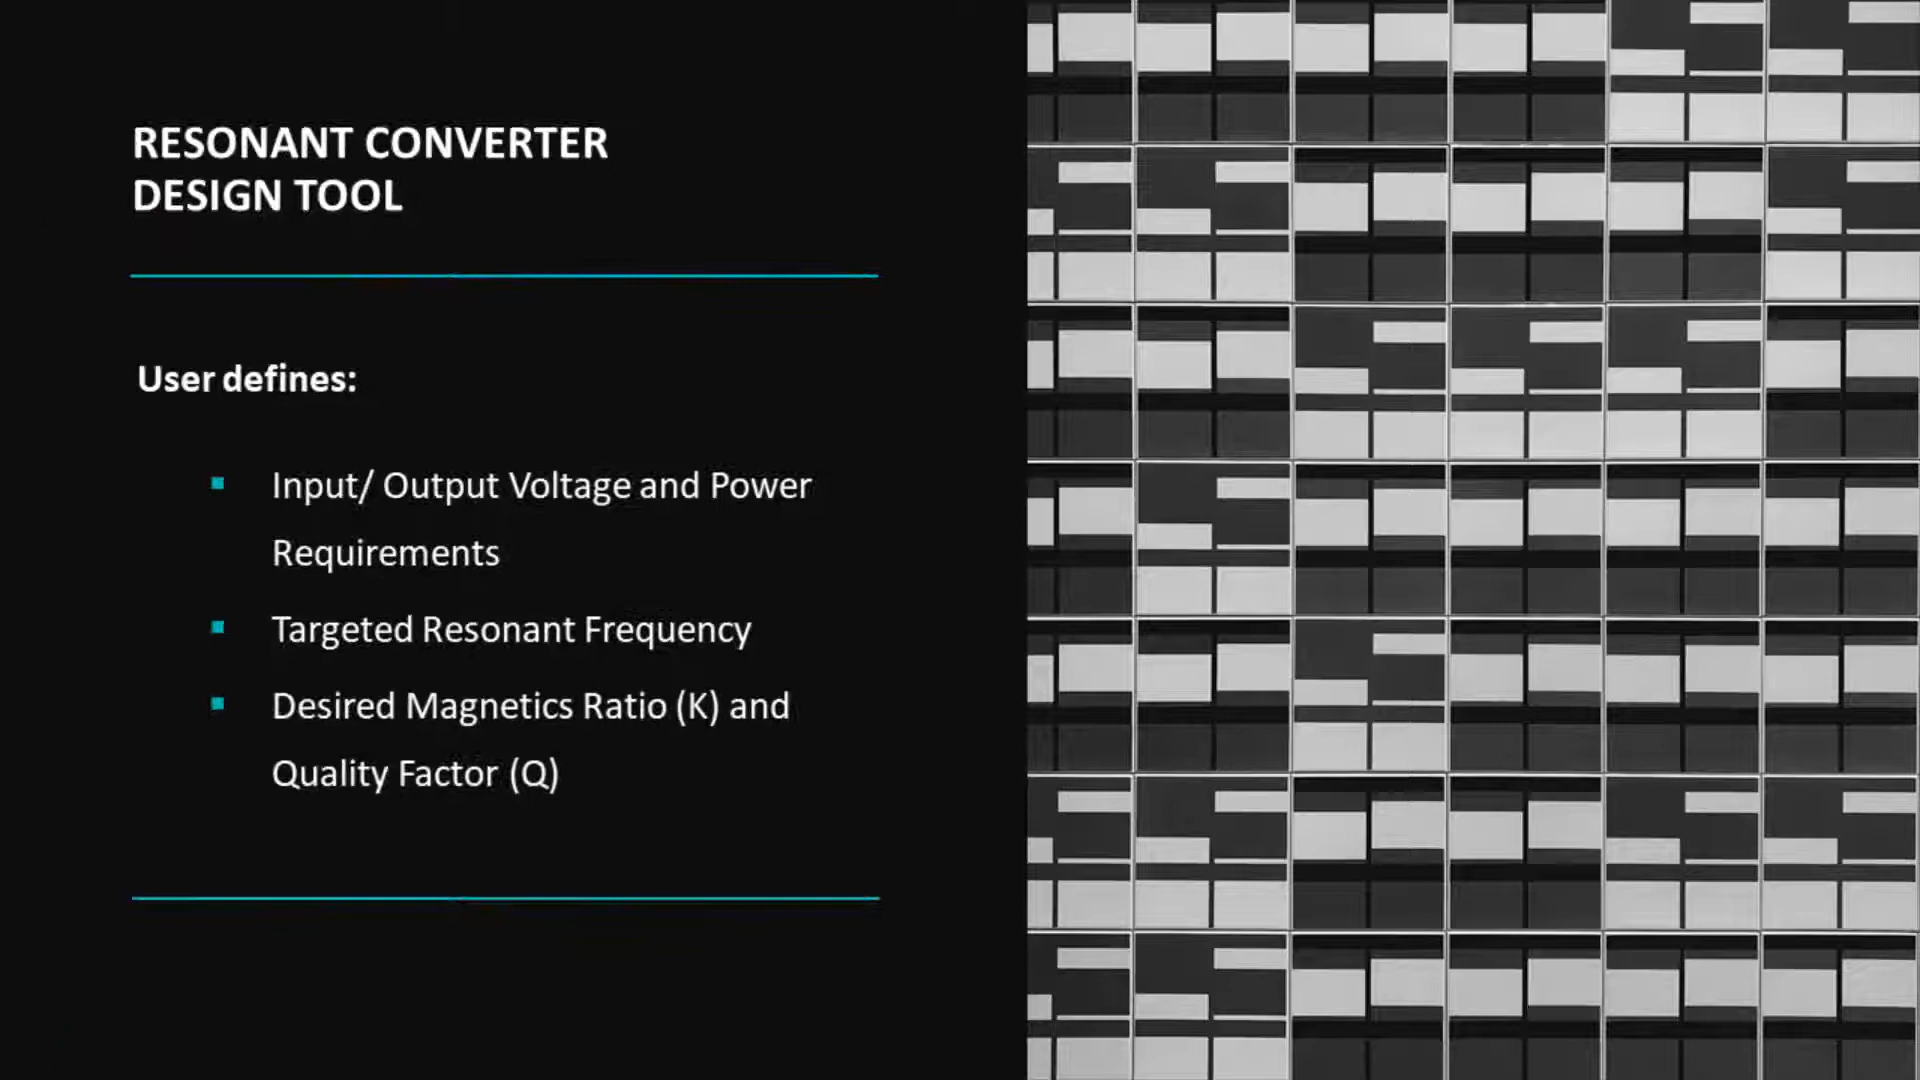 RESONANT CONVERTER
DESIGN TOOL
User defines:
Input/ Output Voltage and Power
Requirements
Targeted Resonant Frequency
Desired Magnetics Ratio (K) and
Quality Factor (Q)